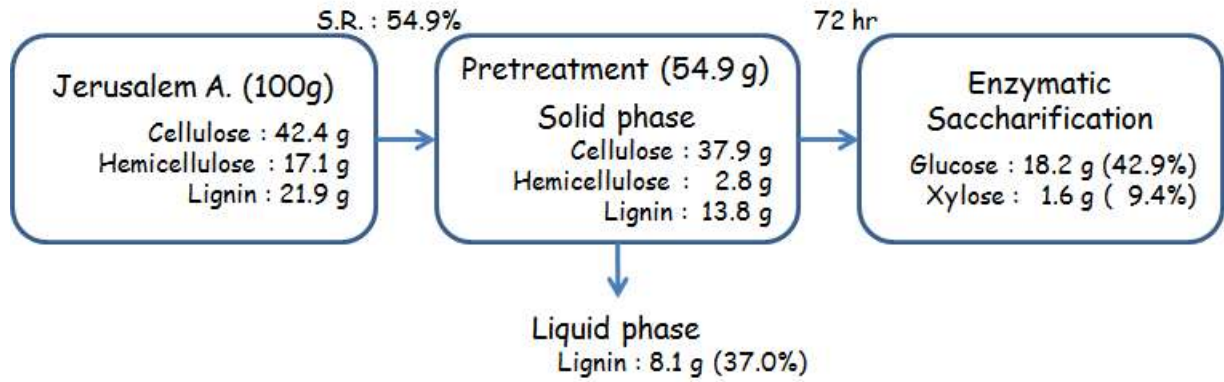 S.R. : 54.9%
72 hr
Jerusalem A. (100g)
Cellulose : 42.4 g
Hemicellulose : 17.1 g
Lignin : 21.9 g
Pretreatment (54.9 g)
Solid phase
Cellulose : 37.9 g
Hemicellulose : 2.8 g
Lignin : 13.8 g
Enzymatic
Saccharification
Glucose : 18.2 g (42.9%)
Xylose : 1.6 g ( 9.4%)
Liquid phase
Lignin : 8.1 g (37.0%)